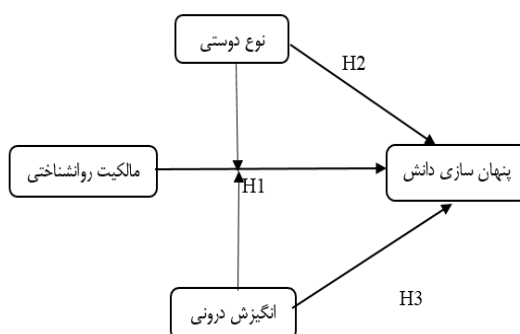 نوع دوستی
H2
مالکیت روانشناختی
پنهان سازی دانش
H1
انگیزش درونی
H3